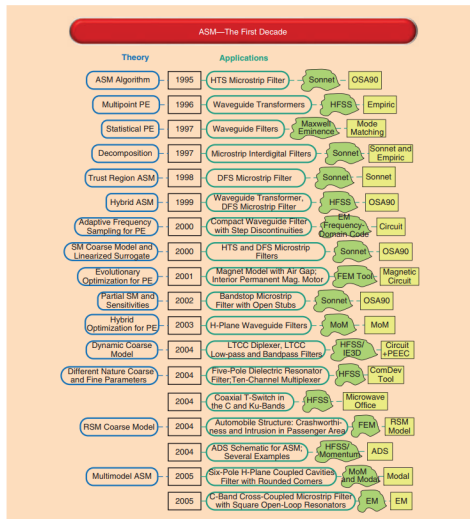 ASM—The First Decade
Theory Applications
ASM Algorithm 1995 HTS Microstrip Filter Sonnet OSA90
Multipoint PE 1996 Waveguide Transformers HFSS Empiric
Statistical PE 1997 Waveguide Filters Maxwell Eminence Mode Matching
Decomposition 1997 Microstrip Interdigital Filters Sonnet Sonnet and Empiric
Trust Region ASM 1998 DFS Microstrip Filter Sonnet Sonnet
Hybrid ASM 1999 Waveguide Transformer, DFS Microstrip Filter HFSS OSA90
Adaptive Frequency Sampling for PE 2000 Compact Waveguide Filter with Step Discontinuities EM Frequency-Domain Code Circuit
SM Coarse Model and Linearized Surrogate 2000 HTS and DFS Microstrip Filters Sonnet OSA90
Evolutionary Optimization for PE 2001 Magnet Model with Air Gap; Interior Permanent Mag. Motor FEM Tool Magnetic Circuit
Partial SM and Sensitivities 2002 Bandstop Microstrip Filter with Open Stubs Sonnet OSA90
Hybrid Optimization for PE 2003 H-Plane Waveguide Filters MoM MoM
Dynamic Coarse Model 2004 LTCC Diplexer, LTCC Low-pass and Bandpass Filters HFSS/ IE3D Circuit +PEEC
Different Nature Coarse and Fine Parameters 2004 Five-Pole Dielectric Resonator Filter;Ten-Channel Multiplexer HFSS ComDev Tool
2004 Coaxial T-Switch in the C and Ku-Bands HFSS Microwave Office
RSM Coarse Model 2004 Automobile Structure: Crashworthi-ness and Intrusion in Passenger Area FEM RSM Model
2004 ADS Schematic for ASM; Several Examples HFSS/ Momentum ADS
Multimodel ASM 2005 Six-Pole H-Plane Coupled Cavities Filter with Rounded Corners MoM and Modal Modal
2005 C-Band Cross-Coupled Microstrip Filter with Square Open-Loop Resonators EM EM